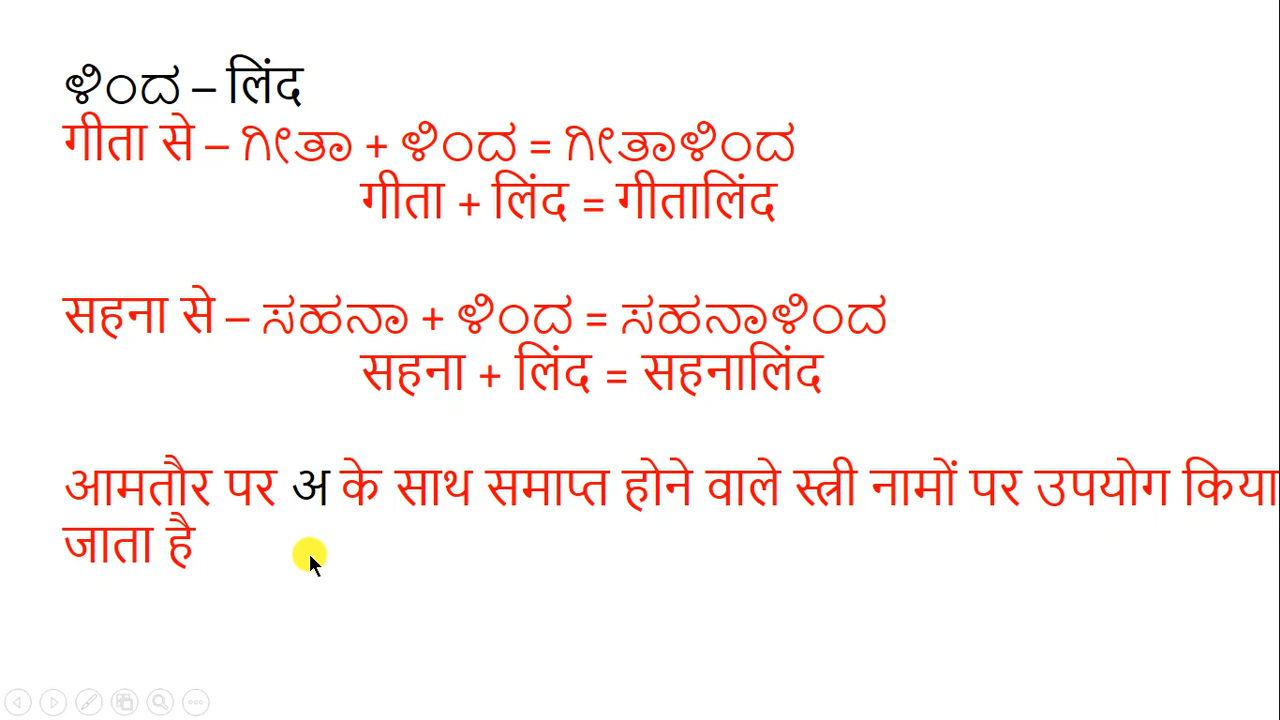 ಳಿಂದ – लिंद
गीता से – ಗೀತಾ + ಳಿಂದ = ಗೀತಾಳಿಂದ
गीता + लिंद = गीतालिंद
सहना से – ಸಹನಾ + ಳಿಂದ = ಸಹನಾಳಿಂದ
सहना + लिंद = सहनालिंद
आमतौर पर अ के साथ समाप्त होने वाले स्त्री नामों पर उपयोग किया
जाता है